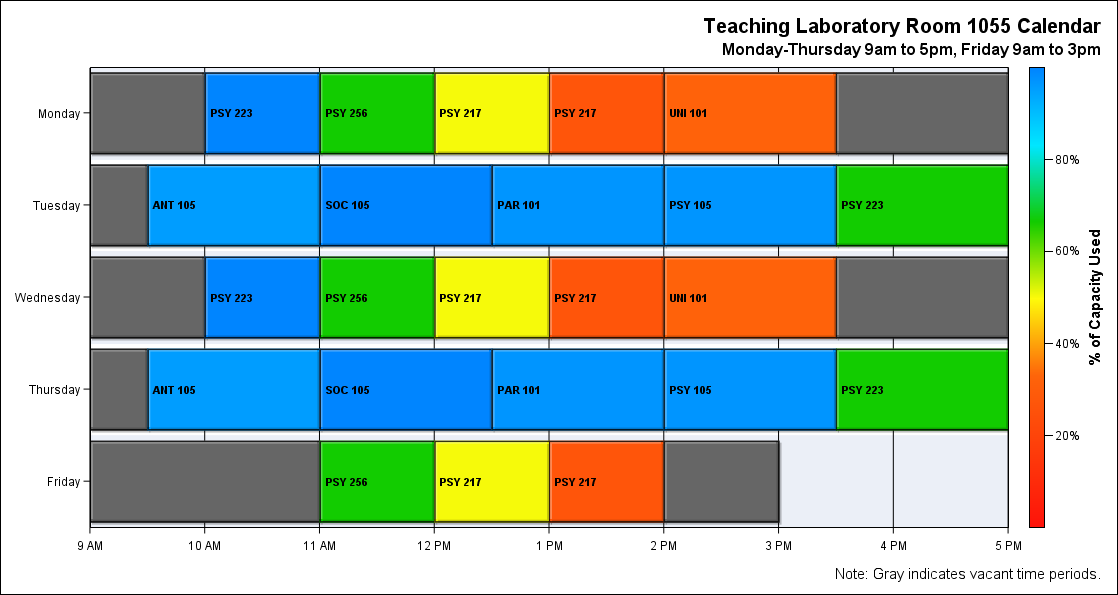 Teaching Laboratory Room 1055 Calendar
Monday-Thursday 9am to 5pm, Friday 9am to 3pm
Monday
PSY 223
PSY 256
PSY 217
PSY 217
UNI 101
Tuesday
ANT 105
SOC 105
PAR 101
PSY 105
PSY 223
Wednesday
PSY 223
PSY 256
PSY 217
PSY 217
UNI 101
Thursday
ANT 105
SOC 105
PAR 101
PSY 105
PSY 223
Friday
PSY 256
PSY 217
PSY 217
9 AM
10 AM
11 AM
12 PM
1 PM
2 PM
3 PM
4 PM
5 PM
80%
60%
40%
20%
% of Capacity Used
Note: Gray indicates vacant time periods.